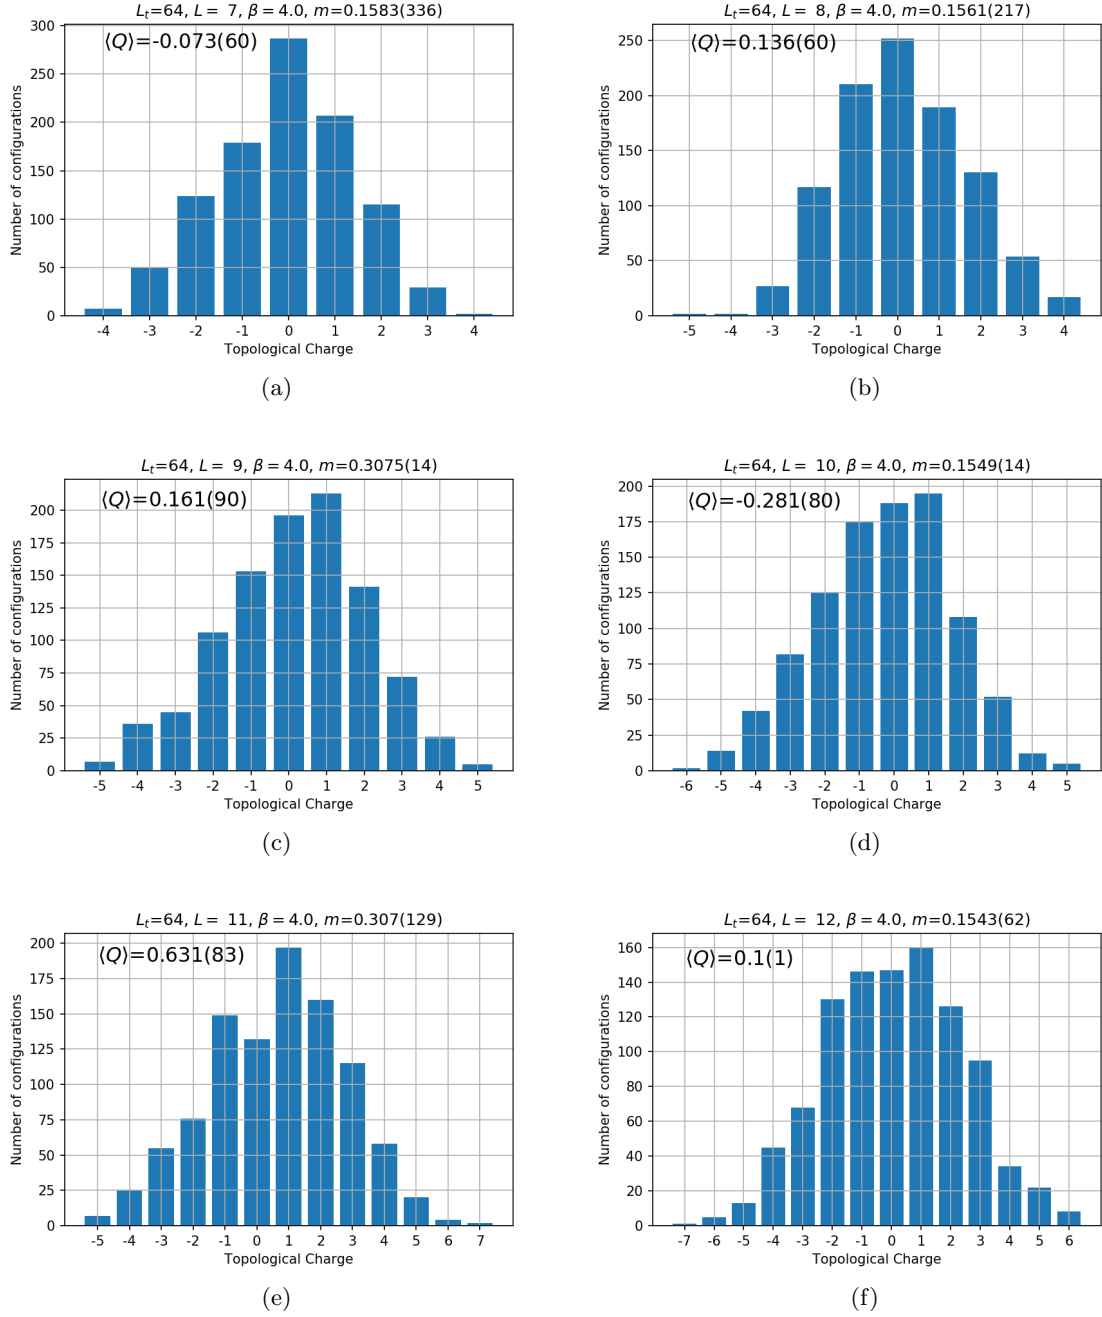 L_t=64, L= 7, β=4.0, m=0.1583(336)
⟨Q⟩=-0.073(60)
Number of configurations
300
250
200
150
100
50
0
-4 -3 -2 -1 0 1 2 3 4
Topological Charge
(a)
L_t=64, L= 8, β=4.0, m=0.1561(217)
⟨Q⟩=0.136(60)
Number of configurations
250
200
150
100
50
0
-5 -4 -3 -2 -1 0 1 2 3 4
Topological Charge
(b)
L_t=64, L= 9, β=4.0, m=0.3075(14)
⟨Q⟩=0.161(90)
Number of configurations
200
175
150
125
100
75
50
25
0
-5 -4 -3 -2 -1 0 1 2 3 4 5
Topological Charge
(c)
L_t=64, L= 10, β=4.0, m=0.1549(14)
⟨Q⟩=-0.281(80)
Number of configurations
200
175
150
125
100
75
50
25
0
-6 -5 -4 -3 -2 -1 0 1 2 3 4 5
Topological Charge
(d)
L_t=64, L= 11, β=4.0, m=0.307(129)
⟨Q⟩=0.631(83)
Number of configurations
200
175
150
125
100
75
50
25
0
-5 -4 -3 -2 -1 0 1 2 3 4 5 6 7
Topological Charge
(e)
L_t=64, L= 12, β=4.0, m=0.1543(62)
⟨Q⟩=0.1(1)
Number of configurations
160
140
120
100
80
60
40
20
0
-7 -6 -5 -4 -3 -2 -1 0 1 2 3 4 5 6
Topological Charge
(f)